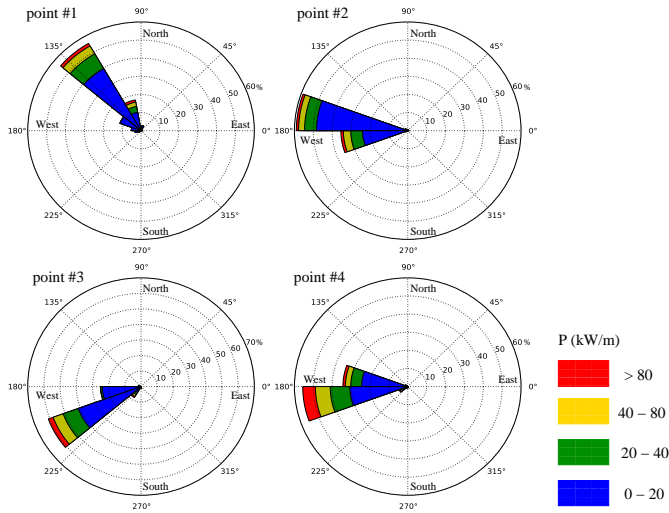 point #1
90°
North
135°
45°
60%
50
40
30
20
10
180°
West
East
0°
225°
315°
South
270°
point #2
90°
North
135°
45°
60%
50
40
30
20
10
180°
West
East
0°
225°
315°
South
270°
point #3
90°
North
135°
45°
70%
60
50
40
30
20
10
180°
West
East
0°
225°
315°
South
270°
point #4
90°
North
135°
45°
60%
50
40
30
20
10
180°
West
East
0°
225°
315°
South
270°
P (kW/m)
> 80
40 – 80
20 – 40
0 – 20